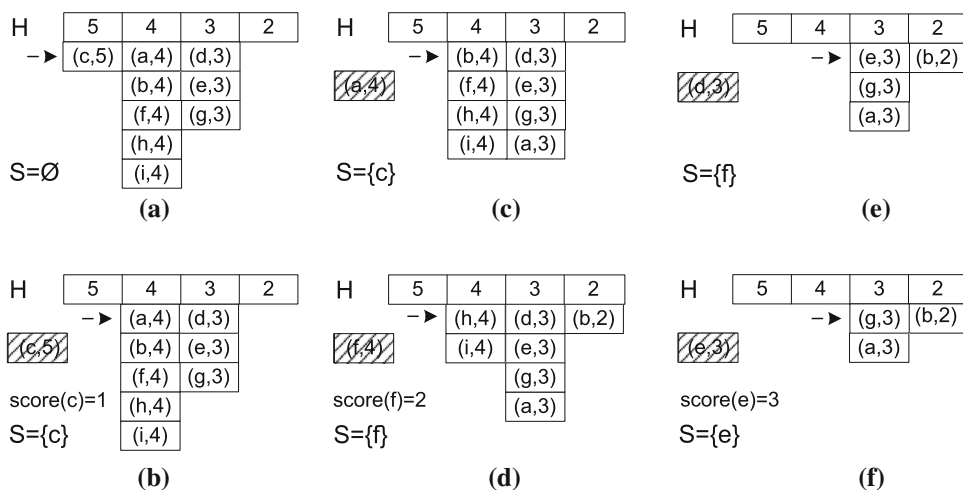 H 5 4 3 2
(c,5) (a,4) (d,3)
(b,4) (e,3)
(f,4) (g,3)
(h,4)
S=Ø (i,4)
(a)
H 5 4 3 2
(b,4) (d,3)
(a,4) (f,4) (e,3)
(h,4) (g,3)
(i,4) (a,3)
S={c}
(c)
H 5 4 3 2
(e,3) (b,2)
(d,3) (g,3)
(a,3)
S={f}
(e)
H 5 4 3 2
(a,4) (d,3)
(c,5) (b,4) (e,3)
(f,4) (g,3)
score(c)=1 (h,4)
S={c} (i,4)
(b)
H 5 4 3 2
(h,4) (d,3) (b,2)
(f,4) (i,4) (e,3)
(g,3)
score(f)=2 (a,3)
S={f}
(d)
H 5 4 3 2
(g,3) (b,2)
(e,3) (a,3)
score(e)=3
S={e}
(f)